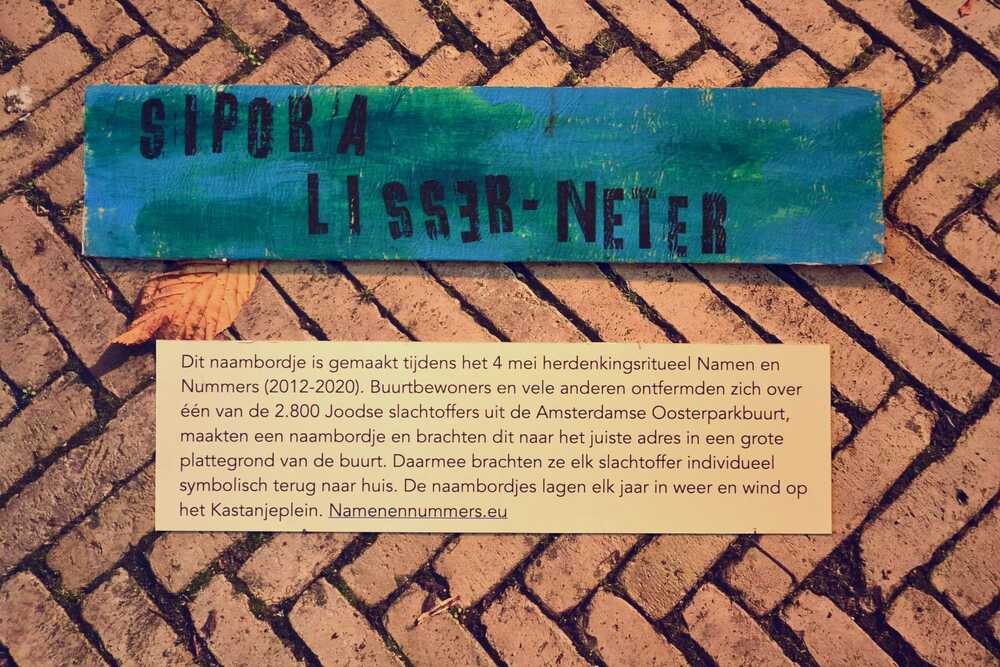 SIPORA
LISSER-NETER
Dit naambordje is gemaakt tijdens het 4 mei herdenkingsritueel Namen en
Nummers (2012-2020). Buurtbewoners en vele anderen ontfermden zich over
één van de 2.800 Joodse slachtoffers uit de Amsterdamse Oosterparkbuurt,
maakten een naambordje en brachten dit naar het juiste adres in een grote
plattegrond van de buurt. Daarmee brachten ze elk slachtoffer individueel
symbolisch terug naar huis. De naambordjes lagen elk jaar in weer en wind op
het Kastanjeplein. Namenennummers.eu